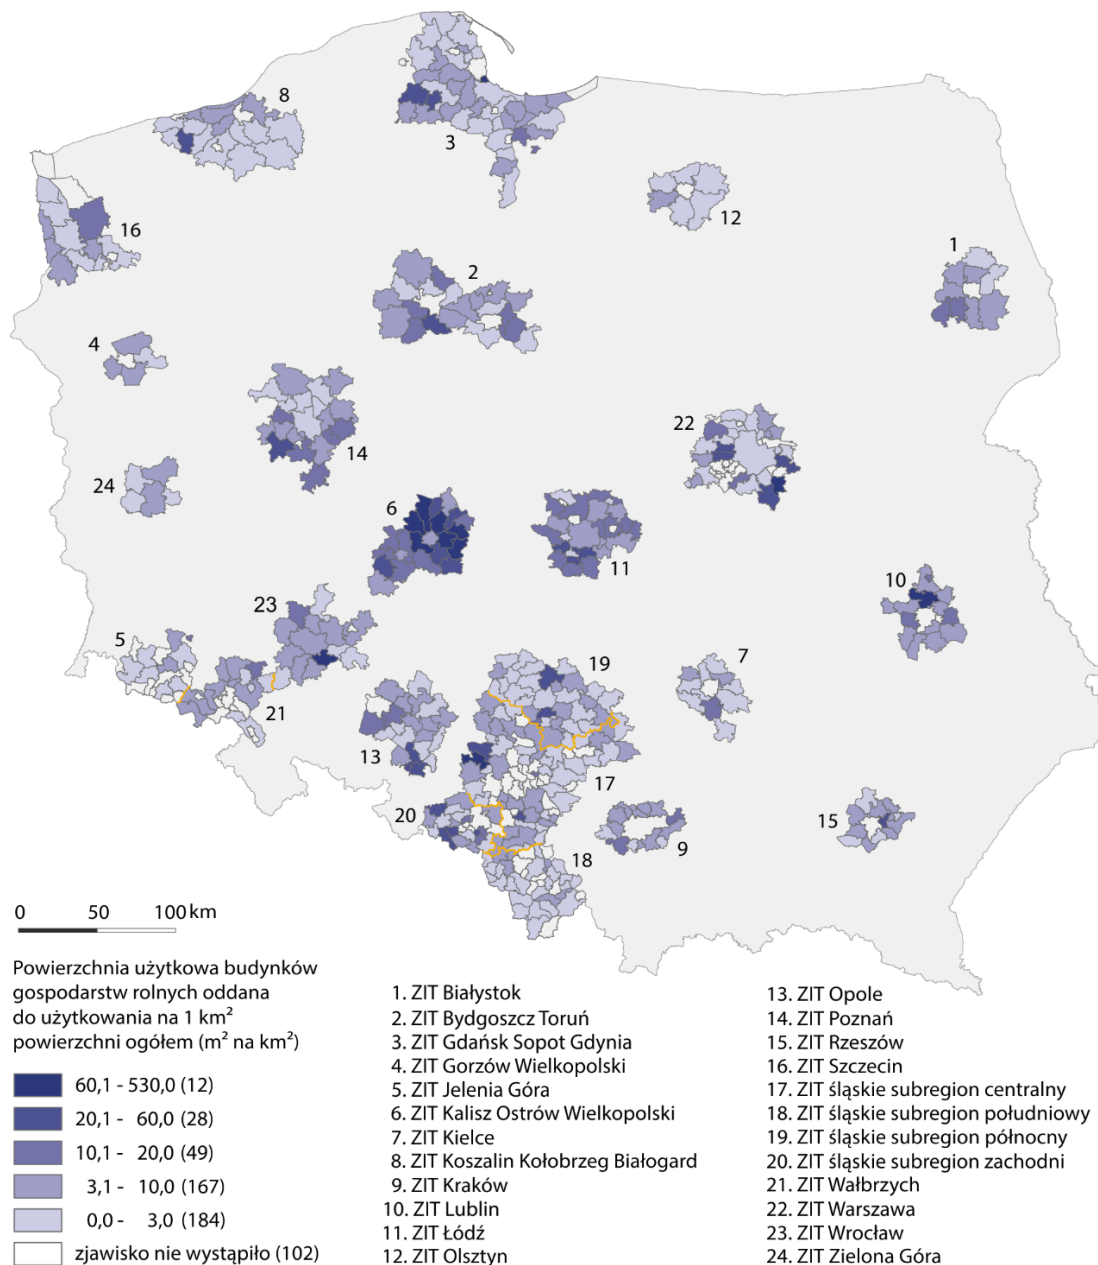 8
3
12
16
1
2
4
22
14
24
6
11
10
23
5
19
7
21
13
17
20
15
9
18
0 50 100 km
Powierzchnia użytkowa budynków
gospodarstw rolnych oddana
do użytkowania na 1 km²
powierzchni ogółem (m² na km²)
60,1 - 530,0 (12)
20,1 - 60,0 (28)
10,1 - 20,0 (49)
3,1 - 10,0 (167)
0,0 - 3,0 (184)
zjawisko nie wystąpiło (102)
1. ZIT Białystok
2. ZIT Bydgoszcz Toruń
3. ZIT Gdańsk Sopot Gdynia
4. ZIT Gorzów Wielkopolski
5. ZIT Jelenia Góra
6. ZIT Kalisz Ostrów Wielkopolski
7. ZIT Kielce
8. ZIT Koszalin Kołobrzeg Białogard
9. ZIT Kraków
10. ZIT Lublin
11. ZIT Łódź
12. ZIT Olsztyn
13. ZIT Opole
14. ZIT Poznań
15. ZIT Rzeszów
16. ZIT Szczecin
17. ZIT śląskie subregion centralny
18. ZIT śląskie subregion południowy
19. ZIT śląskie subregion północny
20. ZIT śląskie subregion zachodni
21. ZIT Wałbrzych
22. ZIT Warszawa
23. ZIT Wrocław
24. ZIT Zielona Góra